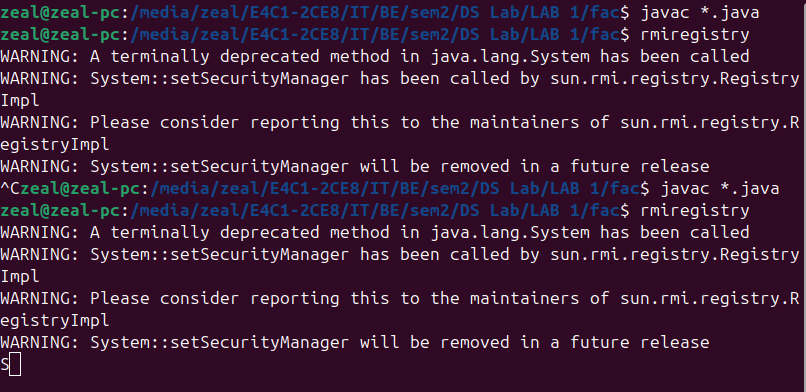 zeal@zeal-pc:/media/zeal/E4C1-2CE8/IT/BE/sem2/DS Lab/LAB 1/fac$ javac *.java
zeal@zeal-pc:/media/zeal/E4C1-2CE8/IT/BE/sem2/DS Lab/LAB 1/fac$ rmiregistry
WARNING: A terminally deprecated method in java.lang.System has been called
WARNING: System::setSecurityManager has been called by sun.rmi.registry.Registry
Impl
WARNING: Please consider reporting this to the maintainers of sun.rmi.registry.R
egistryImpl
WARNING: System::setSecurityManager will be removed in a future release
^Czeal@zeal-pc:/media/zeal/E4C1-2CE8/IT/BE/sem2/DS Lab/LAB 1/fac$ javac *.java
zeal@zeal-pc:/media/zeal/E4C1-2CE8/IT/BE/sem2/DS Lab/LAB 1/fac$ rmiregistry
WARNING: A terminally deprecated method in java.lang.System has been called
WARNING: System::setSecurityManager has been called by sun.rmi.registry.Registry
Impl
WARNING: Please consider reporting this to the maintainers of sun.rmi.registry.R
egistryImpl
WARNING: System::setSecurityManager will be removed in a future release
S